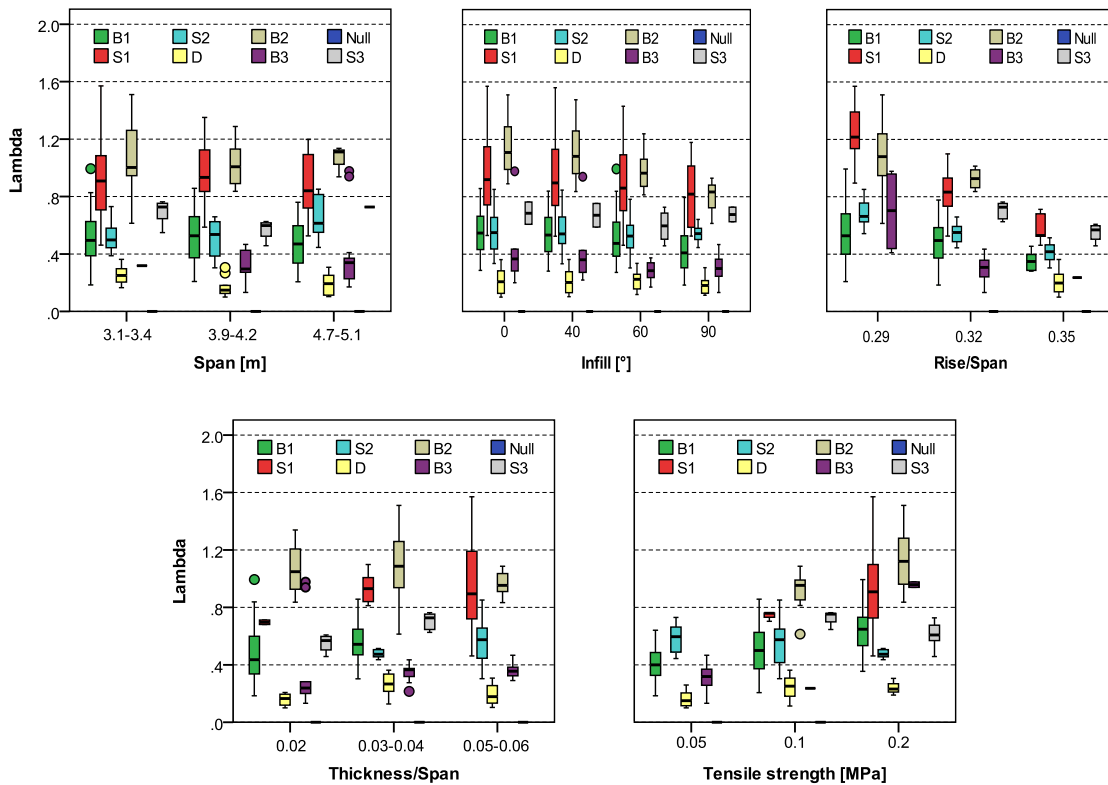 Lambda
2.0
1.6
1.2
.8
.4
.0
B1 S2 B2 Null
S1 D B3 S3
3.1-3.4 3.9-4.2 4.7-5.1
Span [m]
B1 S2 B2 Null
S1 D B3 S3
0 40 60 90
Infill [°]
B1 S2 B2 Null
S1 D B3 S3
0.29 0.32 0.35
Rise/Span
Lambda
2.0
1.6
1.2
.8
.4
.0
B1 S2 B2 Null
S1 D B3 S3
0.02 0.03-0.04 0.05-0.06
Thickness/Span
B1 S2 B2 Null
S1 D B3 S3
0.05 0.1 0.2
Tensile strength [MPa]